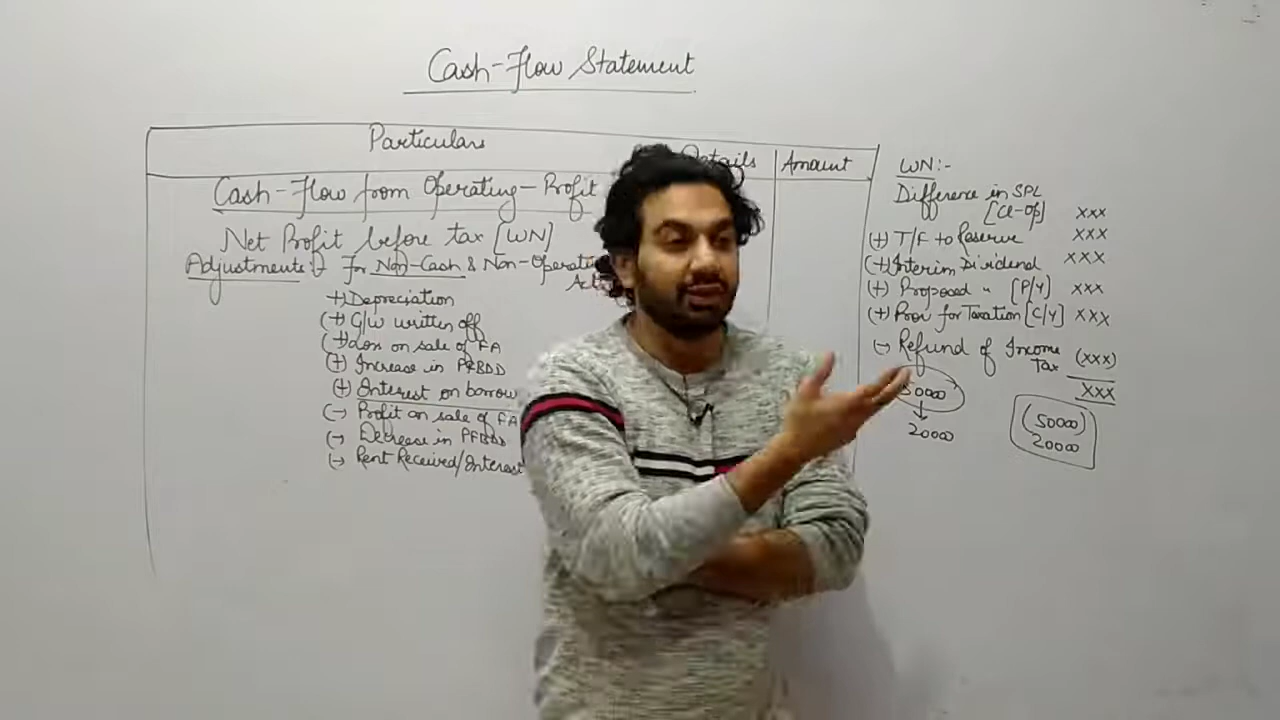 Cash-Flow Statement
Particulars
Details
Amount
Cash-Flow from Operating-Profit
Net Profit before tax [WN]
Adjustments:- For Non-Cash & Non-Operating
Act
(+) Depreciation
(+) G/W written off
(+) Loss on sale of FA
(+) Increase in PFBDD
(+) Interest on borrow
(-) Profit on sale of FA
(-) Decrease in PFBDD
(-) Rent Received/Interest
WN:-
Difference in SPL
[Cl-Op] xxx
(+) T/F to Reserve xxx
(+) Interim Dividend xxx
(+) Proposed " [P/Y] xxx
(+) Prov for Taxation [C/Y] xxx
(-) Refund of Income
Tax (xxx)
xxx
50000
20000
(50000)
20000